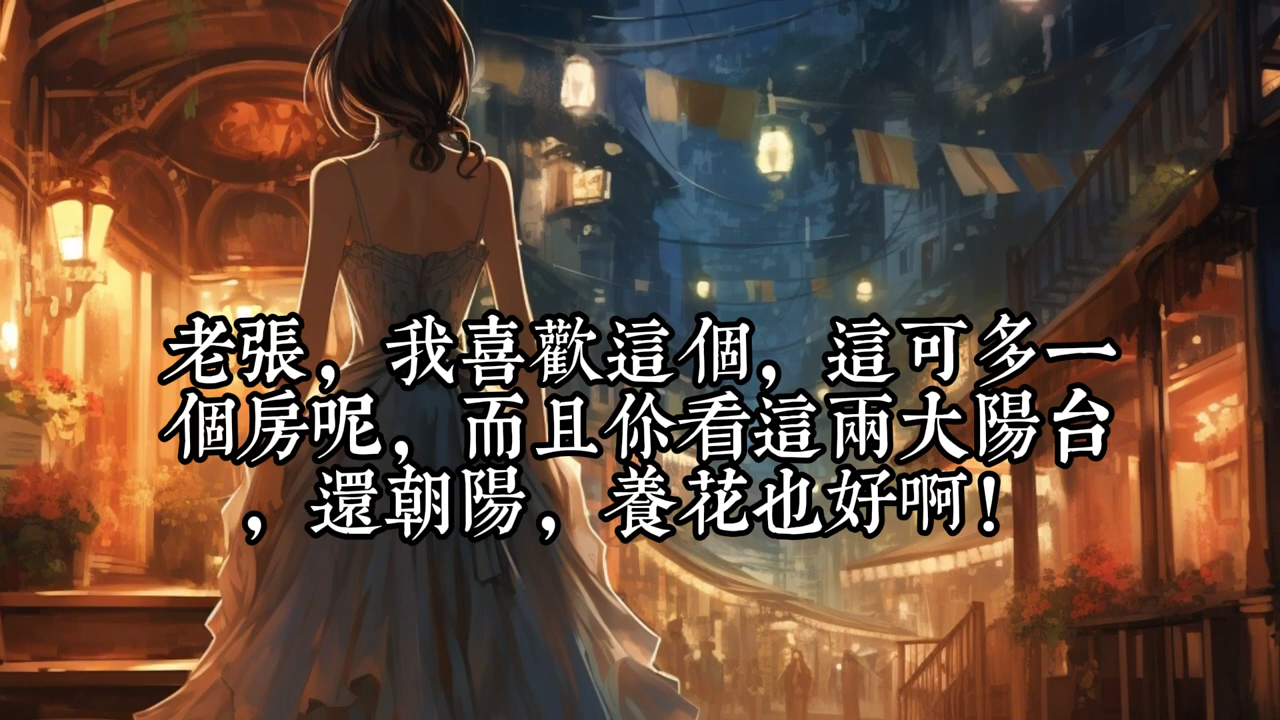 老張，我喜歡這個，這可多一
個房呢，而且你看這兩大陽台
，還朝陽，養花也好啊！